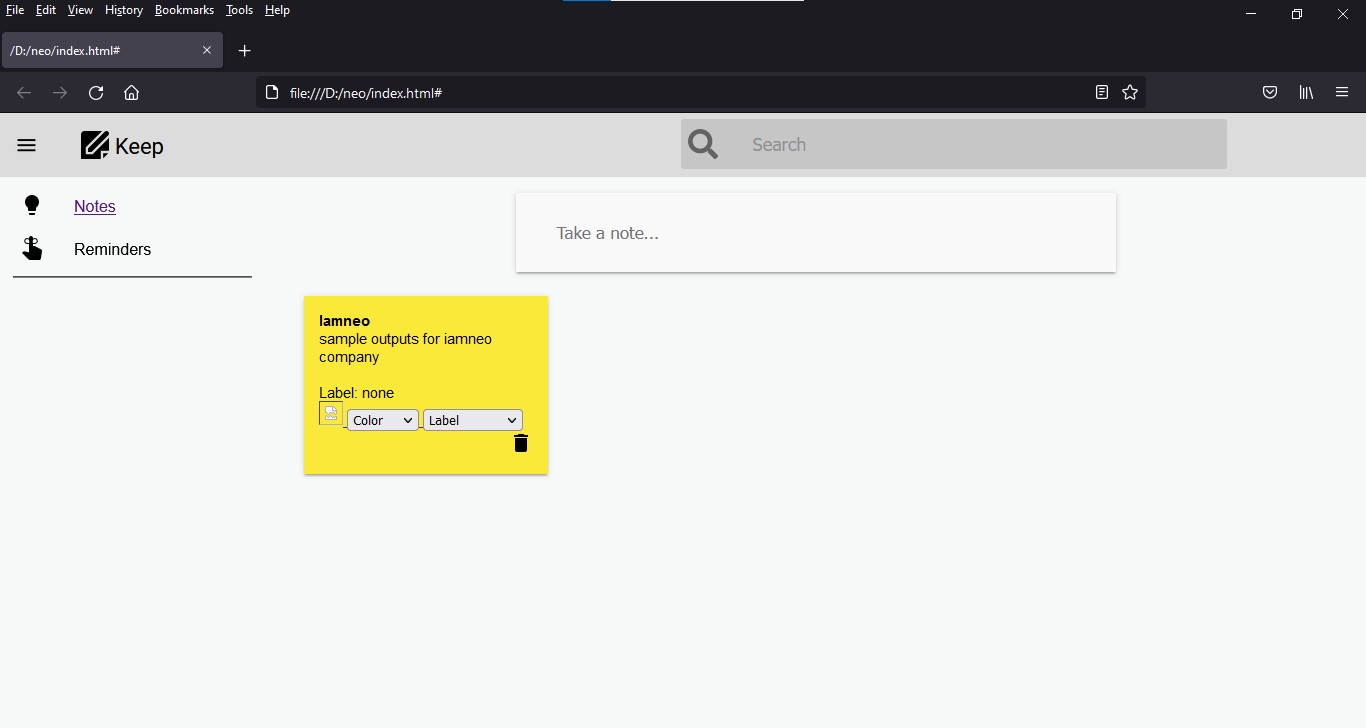 File Edit View History Bookmarks Tools Help
/D:/neo/index.html#
file:///D:/neo/index.html#
Keep
Search
Notes
Take a note...
Reminders
Iamneo
sample outputs for iamneo
company
Label: none
Color Label